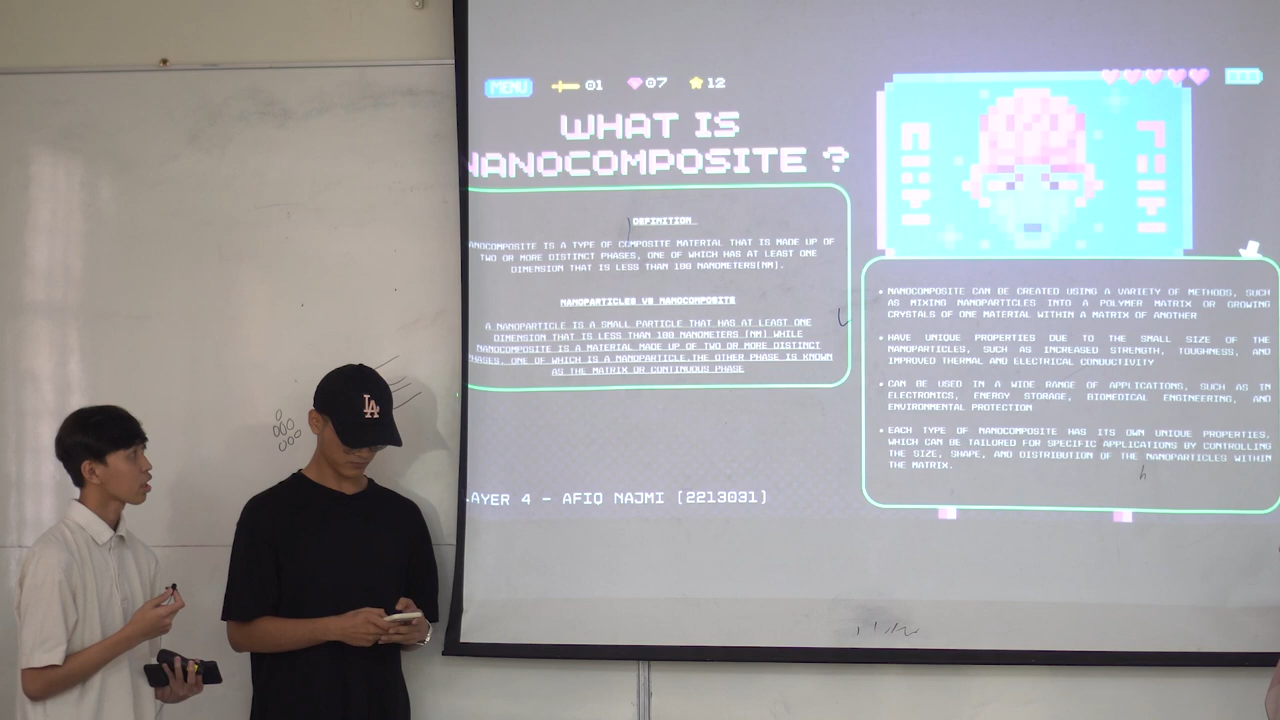 MENU 01 07 12
WHAT IS
NANOCOMPOSITE ?
DEFINITION
NANOCOMPOSITE IS A TYPE OF COMPOSITE MATERIAL THAT IS MADE UP OF
TWO OR MORE DISTINCT PHASES, ONE OF WHICH HAS AT LEAST ONE
DIMENSION THAT IS LESS THAN 100 NANOMETERS(NM).
NANOPARTICLES VS NANOCOMPOSITE
A NANOPARTICLE IS A SMALL PARTICLE THAT HAS AT LEAST ONE
DIMENSION THAT IS LESS THAN 100 NANOMETERS (NM) WHILE
NANOCOMPOSITE IS A MATERIAL MADE UP OF TWO OR MORE DISTINCT
PHASES, ONE OF WHICH IS A NANOPARTICLE.THE OTHER PHASE IS KNOWN
AS THE MATRIX OR CONTINUOUS PHASE
LAYER 4 - AFIQ NAJMI (2213031)
• NANOCOMPOSITE CAN BE CREATED USING A VARIETY OF METHODS, SUCH
AS MIXING NANOPARTICLES INTO A POLYMER MATRIX OR GROWING
CRYSTALS OF ONE MATERIAL WITHIN A MATRIX OF ANOTHER
• HAVE UNIQUE PROPERTIES DUE TO THE SMALL SIZE OF THE
NANOPARTICLES, SUCH AS INCREASED STRENGTH, TOUGHNESS, AND
IMPROVED THERMAL AND ELECTRICAL CONDUCTIVITY
• CAN BE USED IN A WIDE RANGE OF APPLICATIONS, SUCH AS IN
ELECTRONICS, ENERGY STORAGE, BIOMEDICAL ENGINEERING, AND
ENVIRONMENTAL PROTECTION
• EACH TYPE OF NANOCOMPOSITE HAS ITS OWN UNIQUE PROPERTIES,
WHICH CAN BE TAILORED FOR SPECIFIC APPLICATIONS BY CONTROLLING
THE SIZE, SHAPE, AND DISTRIBUTION OF THE NANOPARTICLES WITHIN
THE MATRIX.
LA